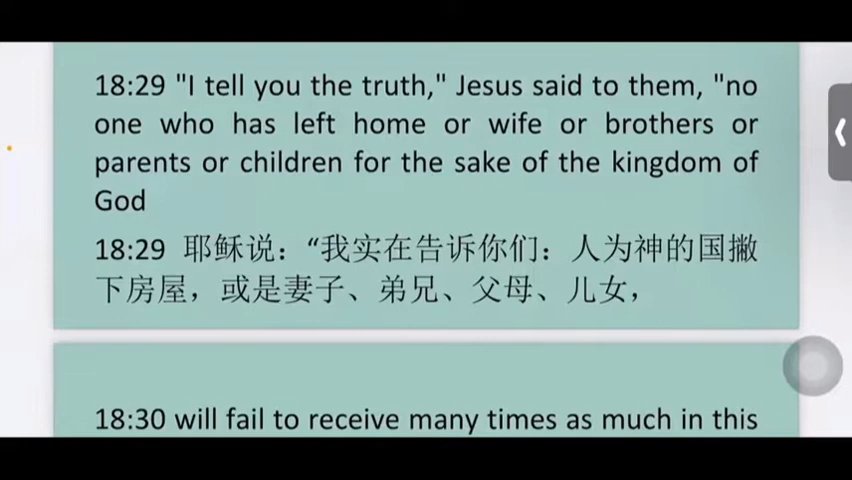 18:29 "I tell you the truth," Jesus said to them, "no
one who has left home or wife or brothers or
parents or children for the sake of the kingdom of
God
18:29 耶稣说：“我实在告诉你们：人为神的国撇
下房屋，或是妻子、弟兄、父母、儿女，
18:30 will fail to receive many times as much in this